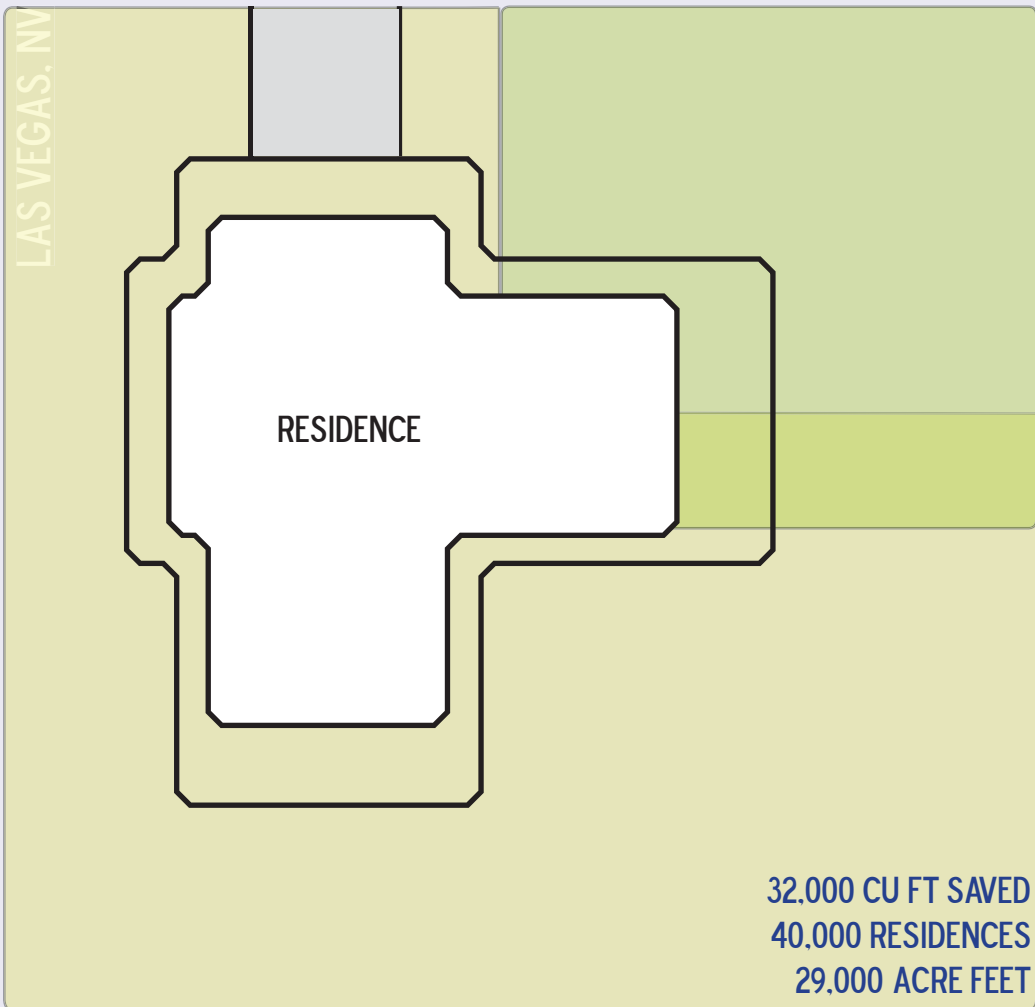 LAS VEGAS, NV
RESIDENCE
32,000 CU FT SAVED
40,000 RESIDENCES
29,000 ACRE FEET